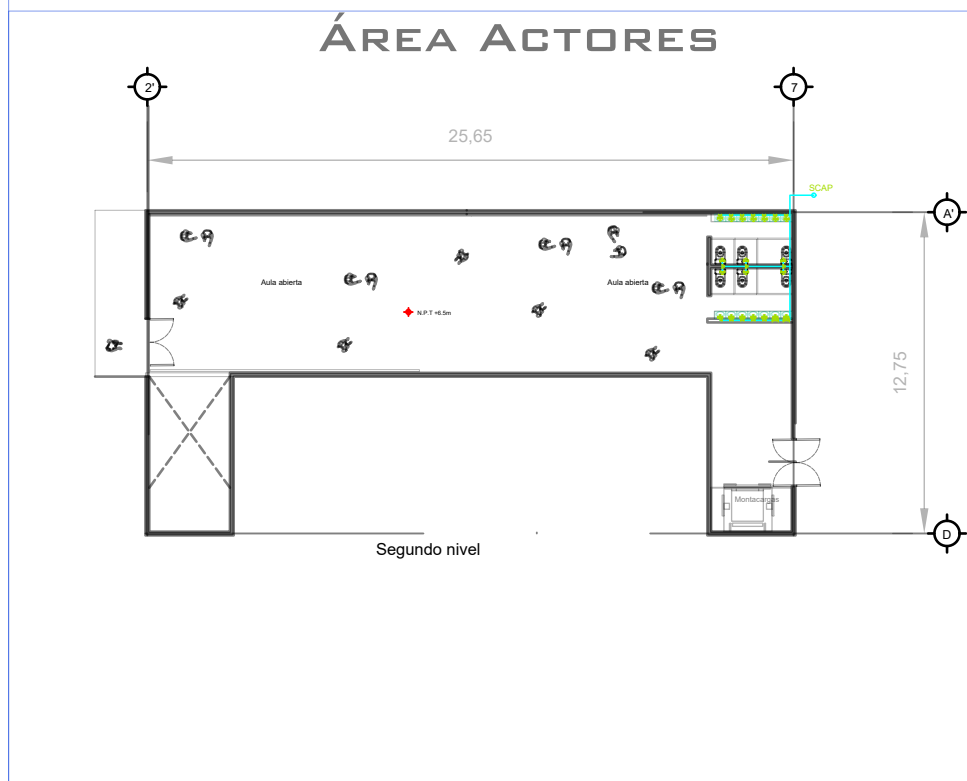 ÁREA ACTORES
2'
7
25,65
SCAP
A'
Aula abierta
Aula abierta
N.P.T +6.5m
12,75
Montacargas
D
Segundo nivel